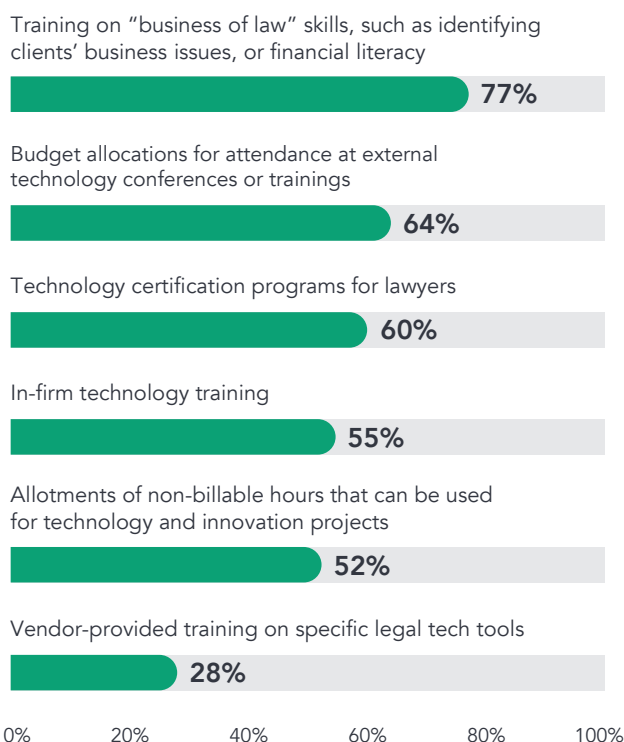 Training on “business of law” skills, such as identifying
clients’ business issues, or financial literacy
77%
Budget allocations for attendance at external
technology conferences or trainings
64%
Technology certification programs for lawyers
60%
In-firm technology training
55%
Allotments of non-billable hours that can be used
for technology and innovation projects
52%
Vendor-provided training on specific legal tech tools
28%
0% 20% 40% 60% 80% 100%